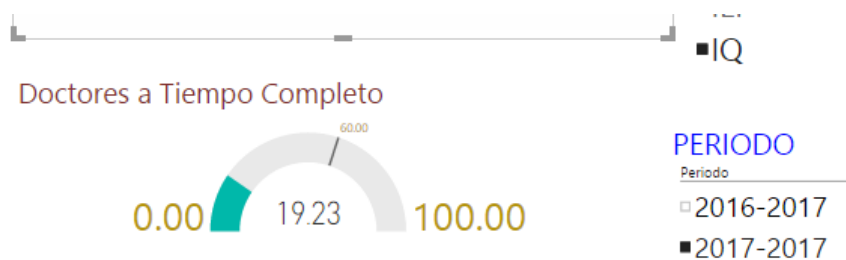 IQ
Doctores a Tiempo Completo
60.00
0.00
19.23
100.00
PERIODO
Periodo
2016-2017
2017-2017